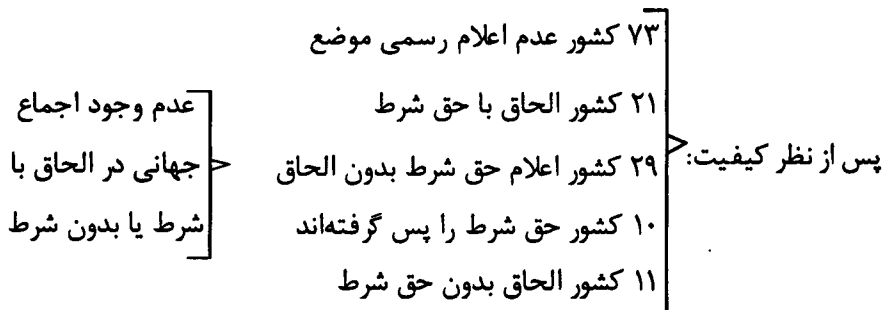 پس از نظر کیفیت:
۷۳ کشور عدم اعلام رسمی موضع
۲۱ کشور الحاق با حق شرط
۲۹ کشور اعلام حق شرط بدون الحاق
۱۰ کشور حق شرط را پس گرفته‌اند
۱۱ کشور الحاق بدون حق شرط
عدم وجود اجماع
جهانی در الحاق با
شرط یا بدون شرط